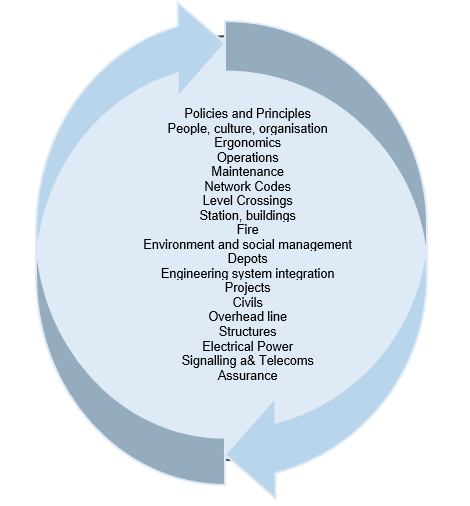 Policies and Principles
People, culture, organisation
Ergonomics
Operations
Maintenance
Network Codes
Level Crossings
Station, buildings
Fire
Environment and social management
Depots
Engineering system integration
Projects
Civils
Overhead line
Structures
Electrical Power
Signalling a& Telecoms
Assurance